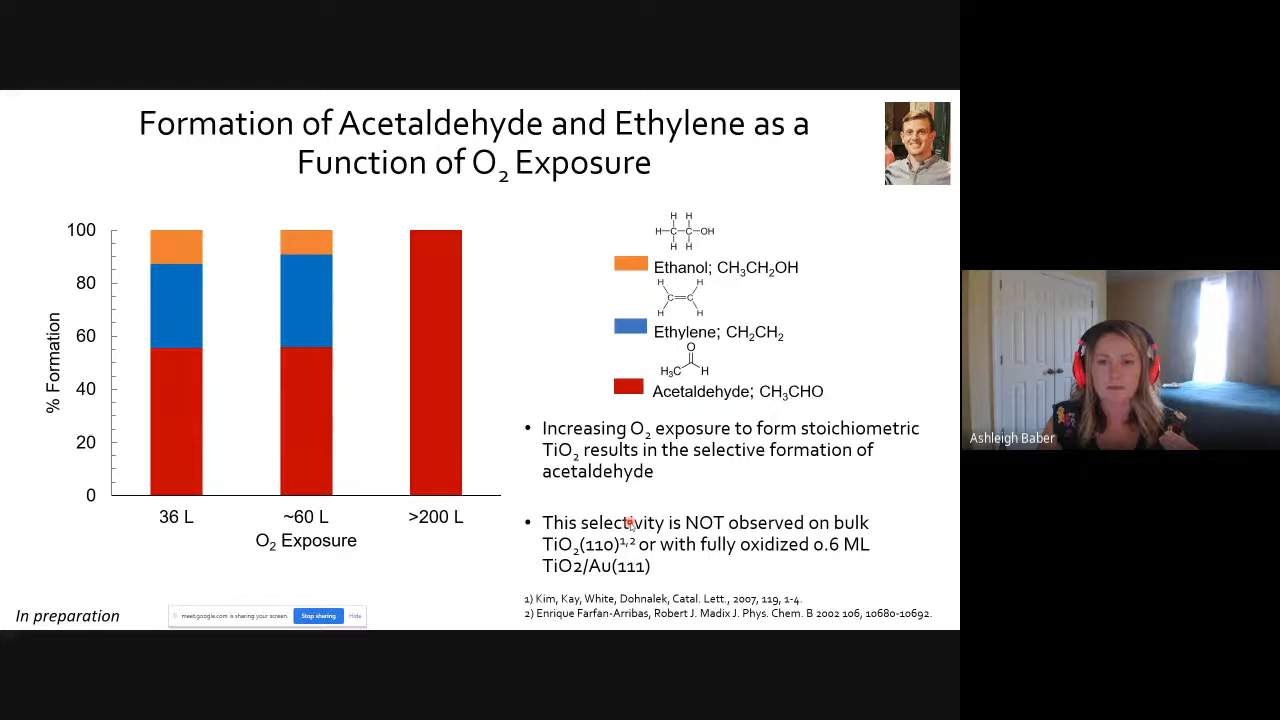 Formation of Acetaldehyde and Ethylene as a
Function of O₂ Exposure
100
80
60
40
20
0
% Formation
36 L
~60 L
>200 L
O₂ Exposure
H H
H–C–C–OH
H H
Ethanol; CH₃CH₂OH
H H
C=C
H H
Ethylene; CH₂CH₂
O
H₃C H
Acetaldehyde; CH₃CHO
• Increasing O₂ exposure to form stoichiometric
TiO₂ results in the selective formation of
acetaldehyde
• This selectivity is NOT observed on bulk
TiO₂(110)¹,² or with fully oxidized 0.6 ML
TiO2/Au(111)
1) Kim, Kay, White, Dohnalek, Catal. Lett., 2007, 119, 1-4.
2) Enrique Farfan-Arribas, Robert J. Madix J. Phys. Chem. B 2002 106, 10680-10692.
In preparation
meet.google.com is sharing your screen.
Stop sharing
Hide
Ashleigh Baber